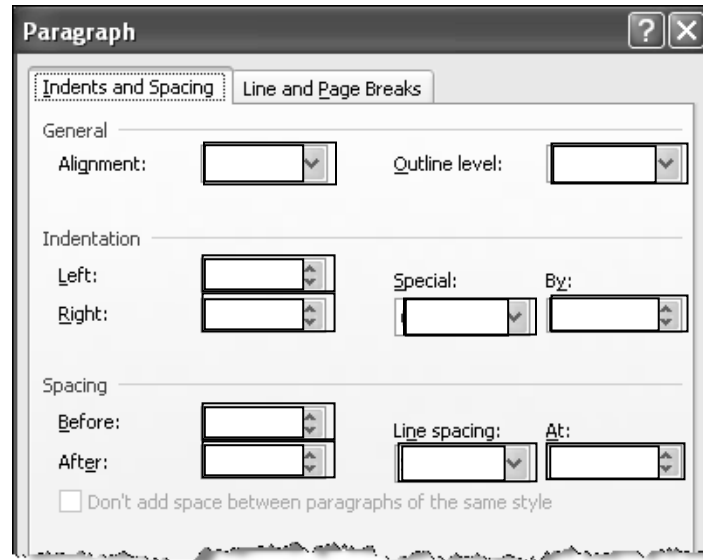 Paragraph ?
Indents and Spacing Line and Page Breaks
General
Alignment: Outline level:
Indentation
Left: Special: By:
Right:
Spacing
Before: Line spacing: At:
After:
Don't add space between paragraphs of the same style